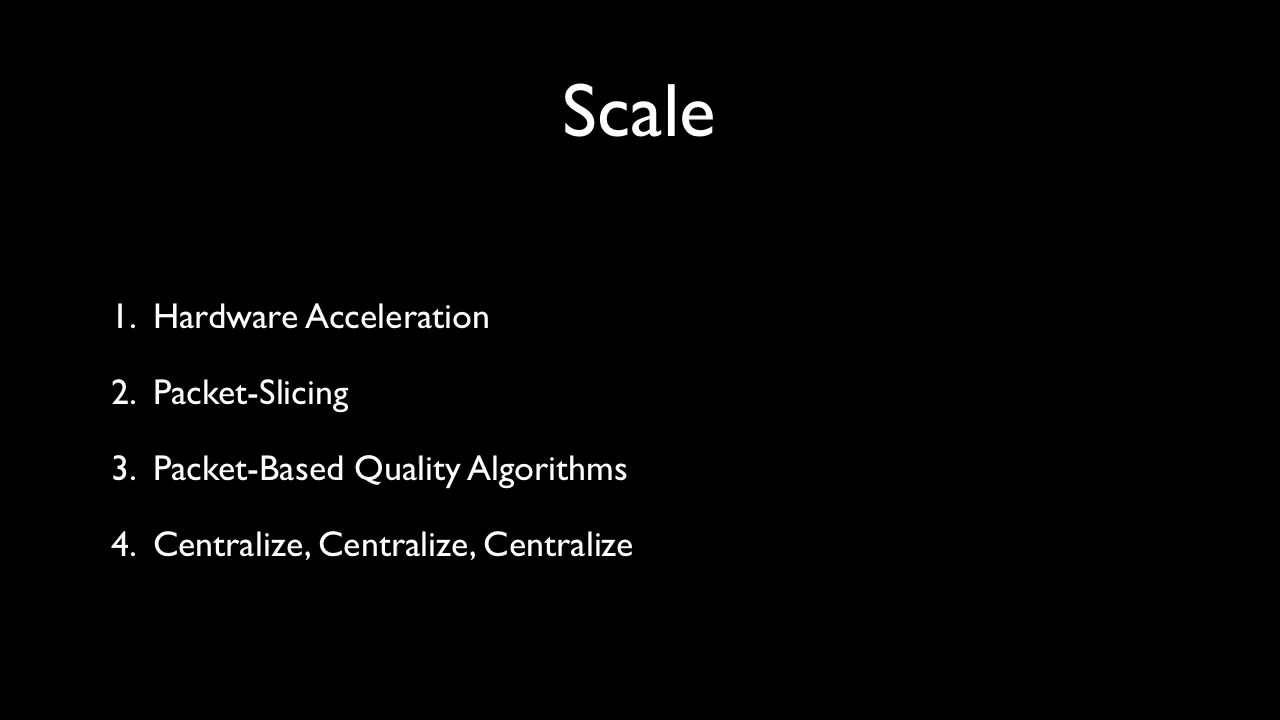 Scale
1. Hardware Acceleration
2. Packet-Slicing
3. Packet-Based Quality Algorithms
4. Centralize, Centralize, Centralize